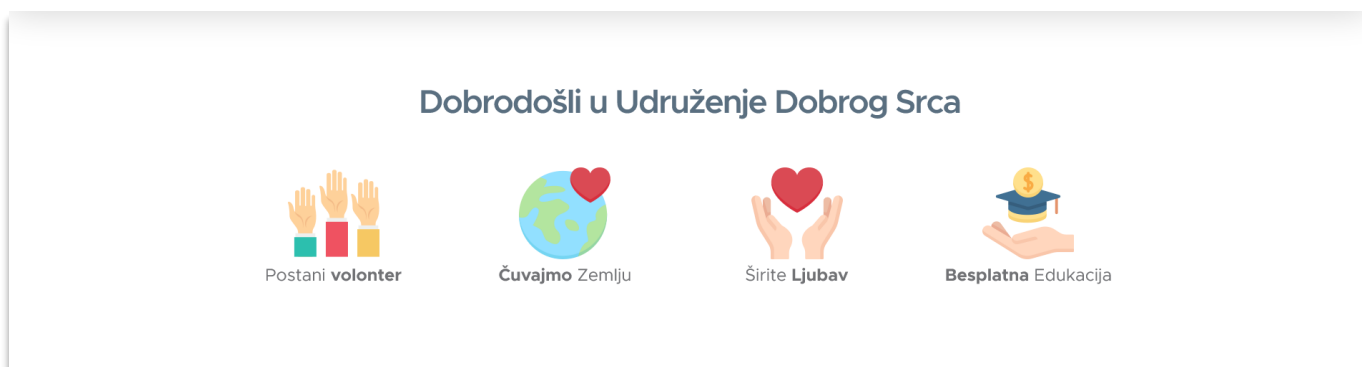 Dobrodošli u Udruženje Dobrog Srca
Postani volonter
Čuvajmo Zemlju
Širite Ljubav
Besplatna Edukacija